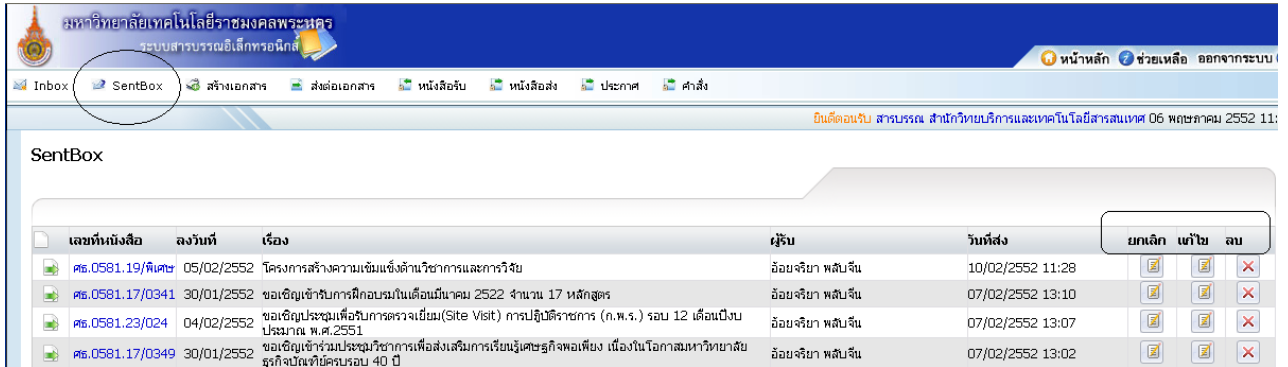 มหาวิทยาลัยเทคโนโลยีราชมงคลพระนคร
ระบบสารบรรณอิเล็กทรอนิกส์
หน้าหลัก ช่วยเหลือ ออกจากระบบ
Inbox SentBox สร้างเอกสาร ส่งต่อเอกสาร หนังสือรับ หนังสือส่ง ประกาศ คำสั่ง
ยินดีตอนรับ สารบรรณ สำนักวิทยบริการและเทคโนโลยีสารสนเทศ 06 พฤษภาคม 2552 11:
SentBox
เลขที่หนังสือ ลงวันที่ เรื่อง ผู้รับ วันที่ส่ง ยกเลิก แก้ไข ลบ
ศธ.0581.19/พิเศษ 05/02/2552 โครงการสร้างความเข้มแข็งด้านวิชาการและการวิจัย อ้อยจริยา พลับจีน 10/02/2552 11:28
ศธ.0581.17/0341 30/01/2552 ขอเชิญเข้ารับการฝึกอบรมในเดือนมีนาคม 2522 จำนวน 17 หลักสูตร อ้อยจริยา พลับจีน 07/02/2552 13:10
ศธ.0581.23/024 04/02/2552 ขอเชิญประชุมเพื่อรับการตรวจเยี่ยม(Site Visit) การปฏิบัติราชการ (ก.พ.ร.) รอบ 12 เดือนปีงบ
ประมาณ พ.ศ.2551 อ้อยจริยา พลับจีน 07/02/2552 13:07
ศธ.0581.17/0349 30/01/2552 ขอเชิญเข้าร่วมประชุมวิชาการเพื่อส่งเสริมการเรียนรู้เศรษฐกิจพอเพียง เนื่องในโอกาสมหาวิทยาลัย
ธุรกิจบัณฑิตย์ครบรอบ 40 ปี อ้อยจริยา พลับจีน 07/02/2552 13:02